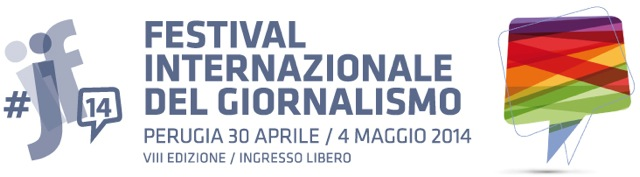 #ijf14
FESTIVAL
INTERNAZIONALE
DEL GIORNALISMO
PERUGIA 30 APRILE / 4 MAGGIO 2014
VIII EDIZIONE / INGRESSO LIBERO